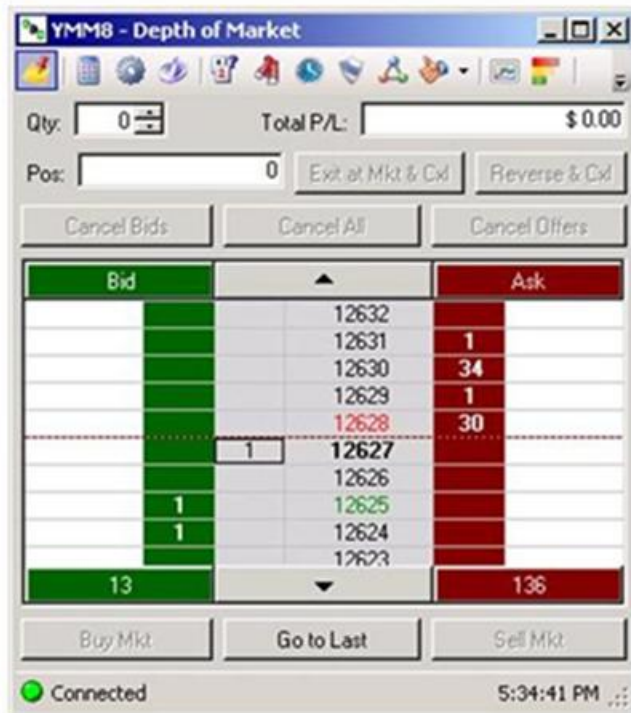 YMM8 - Depth of Market
Qty: 0 Total P/L: $ 0.00
Pos: 0 Exit at Mkt & Cxl Reverse & Cxl
Cancel Bids Cancel All Cancel Offers
Bid Ask
12632
12631 1
12630 34
12629 1
12628 30
1 12627
12626
1 12625
1 12624
12623
13 136
Buy Mkt Go to Last Sell Mkt
Connected 5:34:41 PM